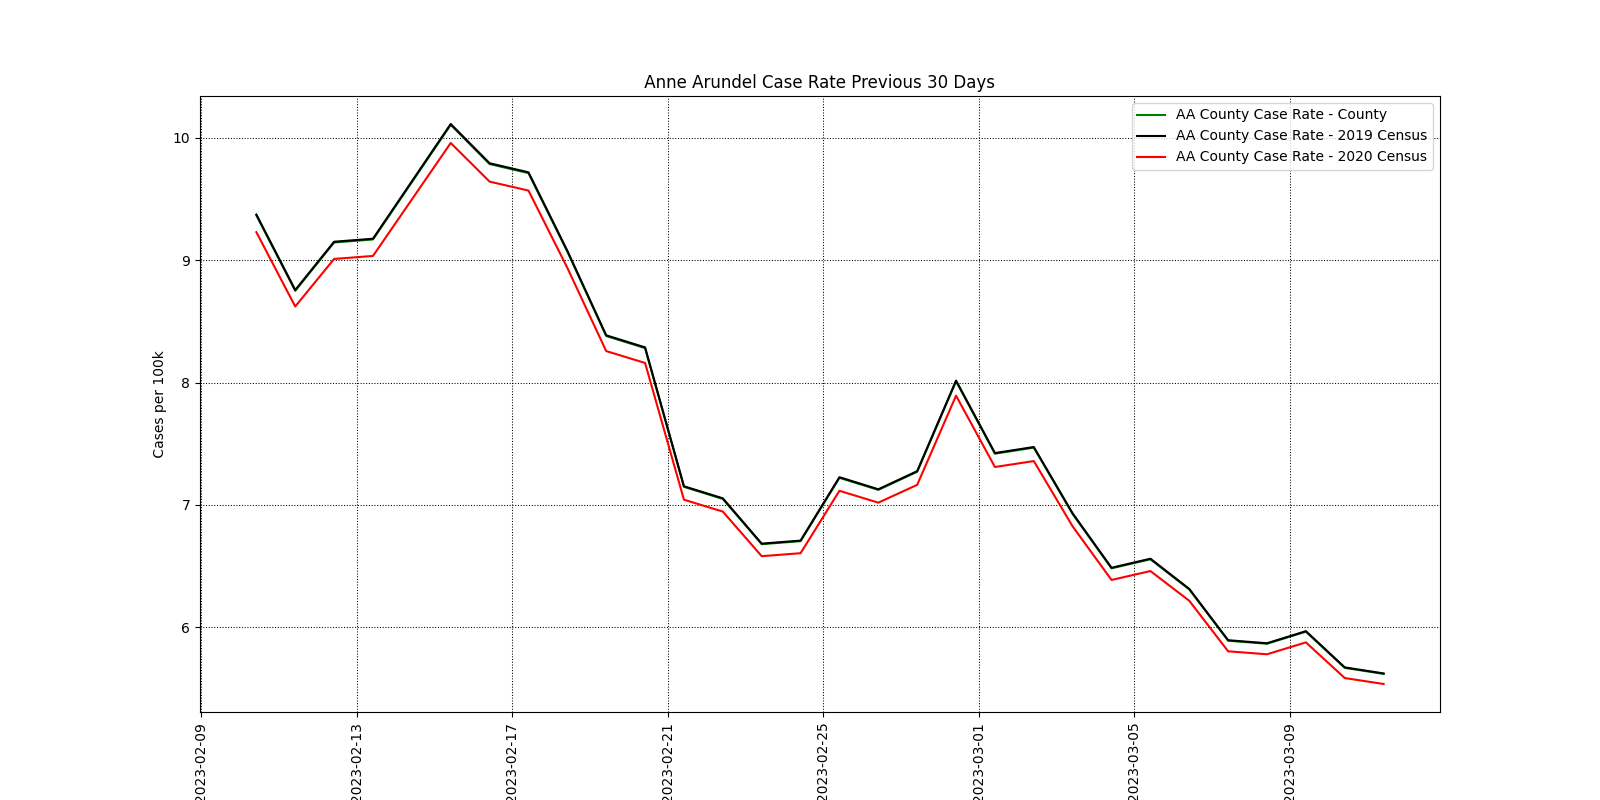 Anne Arundel Case Rate Previous 30 Days
AA County Case Rate - County
AA County Case Rate - 2019 Census
AA County Case Rate - 2020 Census
Cases per 100k
10
9
8
7
6
2023-02-09
2023-02-13
2023-02-17
2023-02-21
2023-02-25
2023-03-01
2023-03-05
2023-03-09